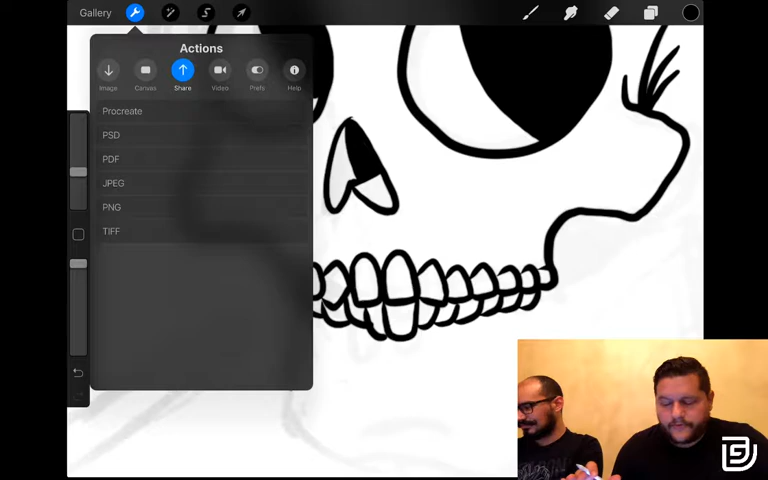 Gallery
Actions
Image
Canvas
Share
Video
Prefs
Help
Procreate
PSD
PDF
JPEG
PNG
TIFF